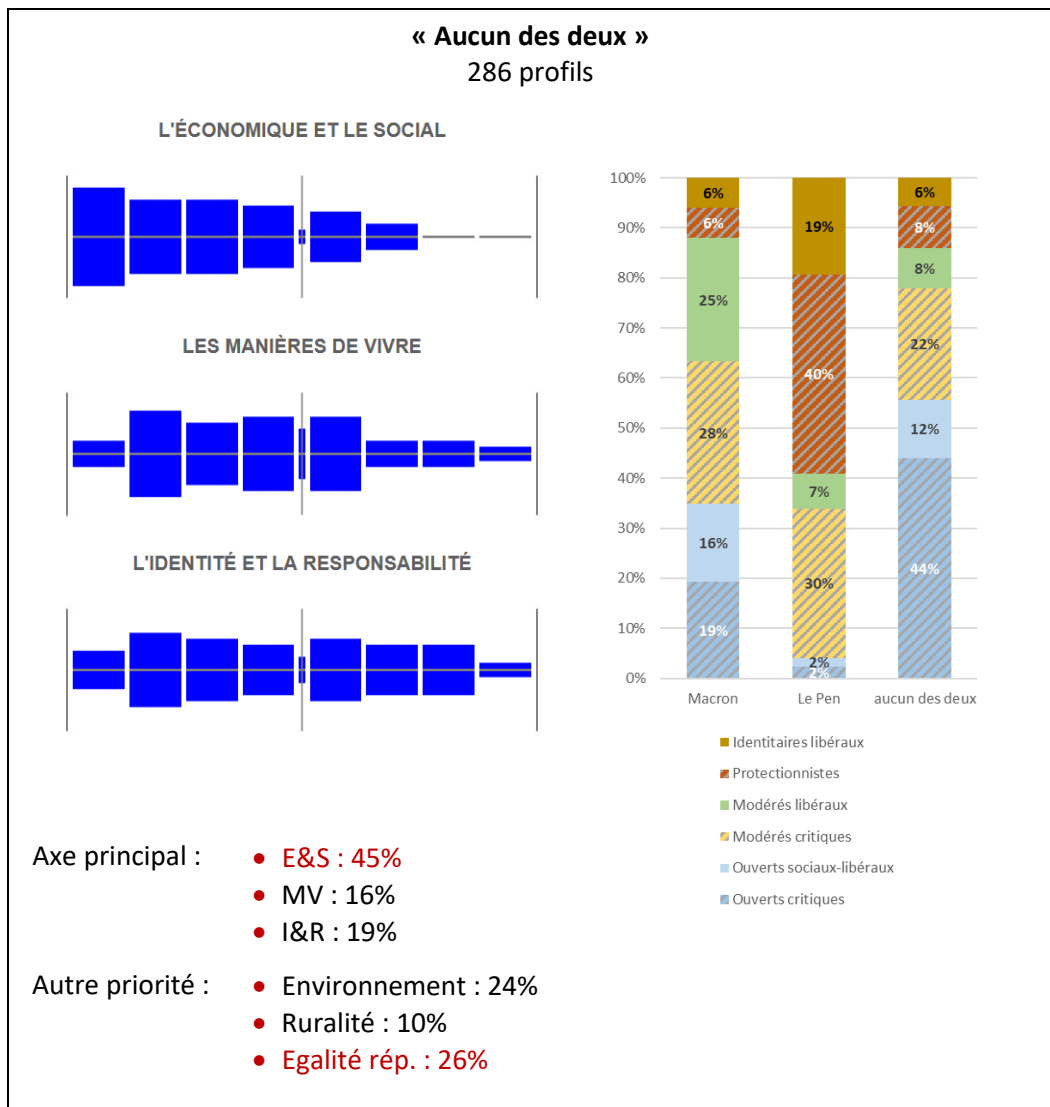 « Aucun des deux »
286 profils
L'ÉCONOMIQUE ET LE SOCIAL
LES MANIÈRES DE VIVRE
L'IDENTITÉ ET LA RESPONSABILITÉ
100%
90%
80%
70%
60%
50%
40%
30%
20%
10%
0%
6%
6%
25%
28%
16%
19%
19%
40%
7%
30%
2%
2%
6%
8%
8%
22%
12%
44%
Macron
Le Pen
aucun des deux
Identitaires libéraux
Protectionnistes
Modérés libéraux
Modérés critiques
Ouverts sociaux-libéraux
Ouverts critiques
Axe principal :
• E&S : 45%
• MV : 16%
• I&R : 19%
Autre priorité :
• Environnement : 24%
• Ruralité : 10%
• Egalité rép. : 26%